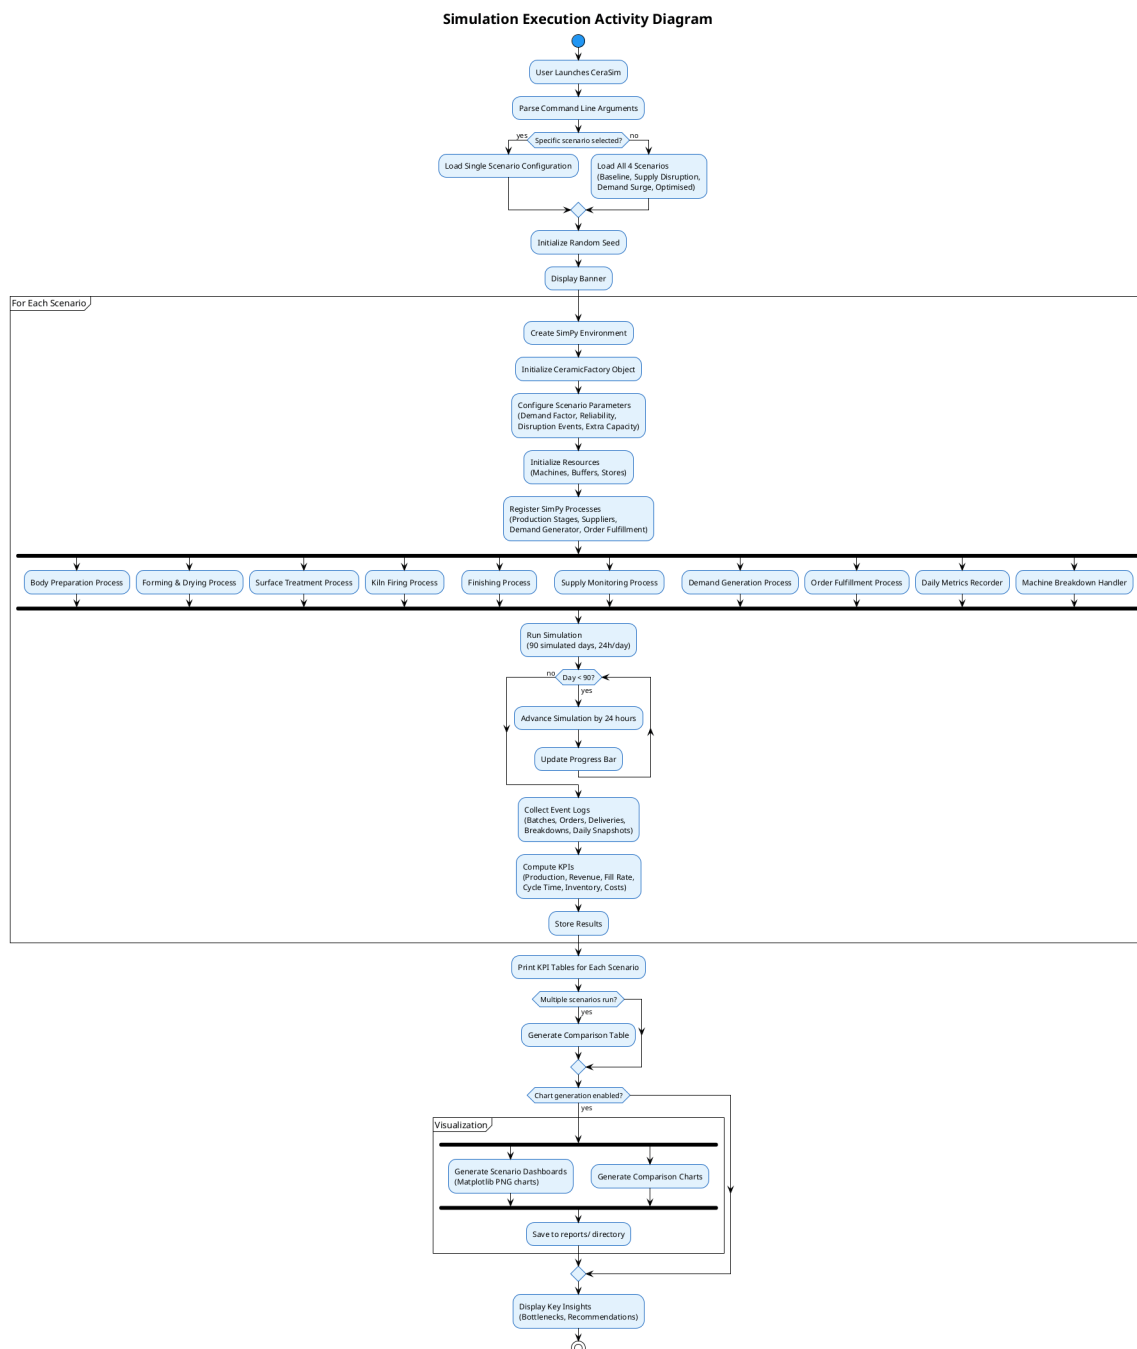 Simulation Execution Activity Diagram
User Launches CeraSim
Parse Command Line Arguments
Specific scenario selected?
yes
no
Load Single Scenario Configuration
Load All 4 Scenarios
(Baseline, Supply Disruption,
Demand Surge, Optimised)
Initialize Random Seed
Display Banner
For Each Scenario
Create SimPy Environment
Initialize CeramicFactory Object
Configure Scenario Parameters
(Demand Factor, Reliability,
Disruption Events, Extra Capacity)
Initialize Resources
(Machines, Buffers, Stores)
Register SimPy Processes
(Production Stages, Suppliers,
Demand Generator, Order Fulfillment)
Body Preparation Process
Forming & Drying Process
Surface Treatment Process
Kiln Firing Process
Finishing Process
Supply Monitoring Process
Demand Generation Process
Order Fulfillment Process
Daily Metrics Recorder
Machine Breakdown Handler
Run Simulation
(90 simulated days, 24h/day)
no
Day < 90?
yes
Advance Simulation by 24 hours
Update Progress Bar
Collect Event Logs
(Batches, Orders, Deliveries,
Breakdowns, Daily Snapshots)
Compute KPIs
(Production, Revenue, Fill Rate,
Cycle Time, Inventory, Costs)
Store Results
Print KPI Tables for Each Scenario
Multiple scenarios run?
yes
Generate Comparison Table
Chart generation enabled?
yes
Visualization
Generate Scenario Dashboards
(Matplotlib PNG charts)
Generate Comparison Charts
Save to reports/ directory
Display Key Insights
(Bottlenecks, Recommendations)